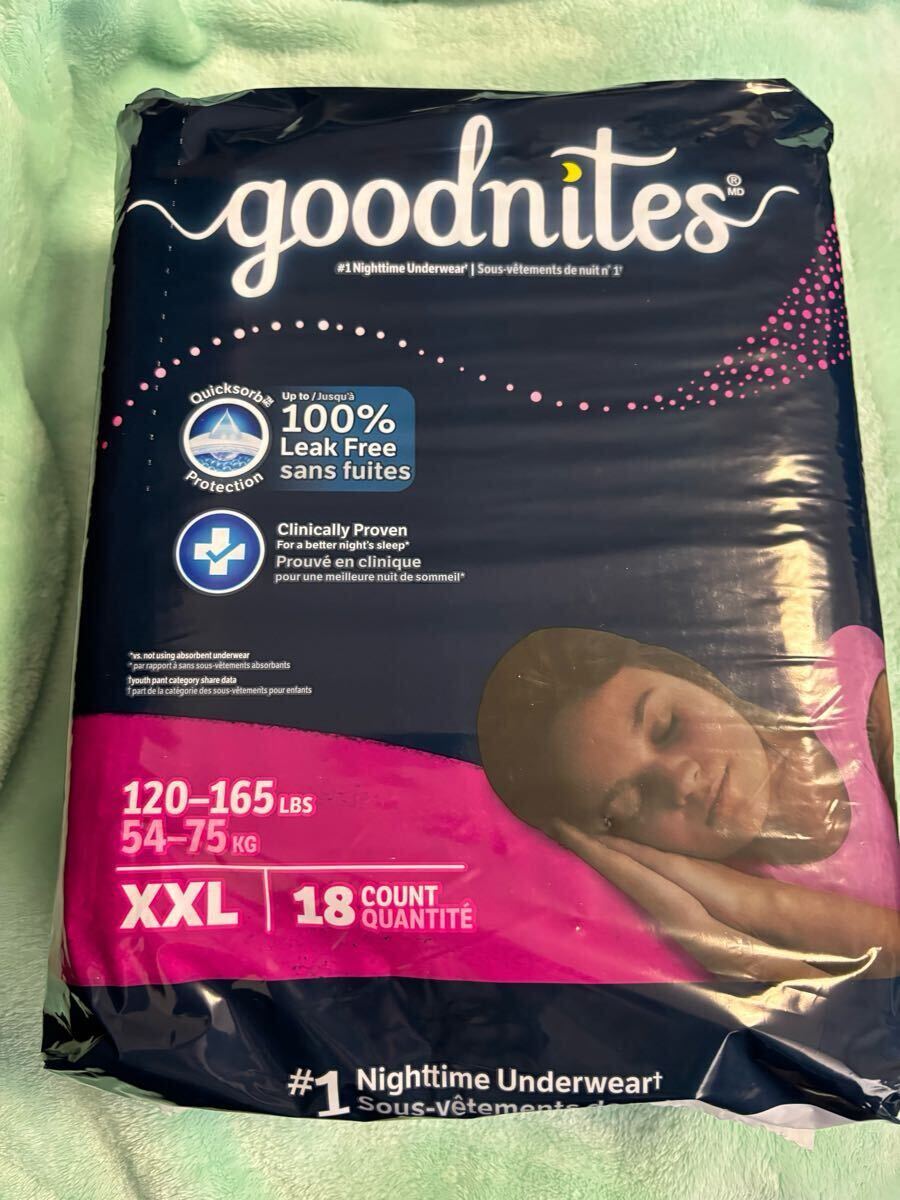 goodnites®
MD
#1 Nighttime Underwear† | Sous-vêtements de nuit n° 1†
Quicksorb™
Protection
Up to / Jusqu'à
100%
Leak Free
sans fuites
Clinically Proven
For a better night's sleep*
Prouvé en clinique
pour une meilleure nuit de sommeil*
*vs. not using absorbent underwear
*par rapport à sans sous-vêtements absorbants
†youth pant category share data
† part de la catégorie des sous-vêtements pour enfants
120–165 LBS
54–75 KG
XXL
18 COUNT
QUANTITÉ
#1 Nighttime Underwear†
Sous-vêtements d